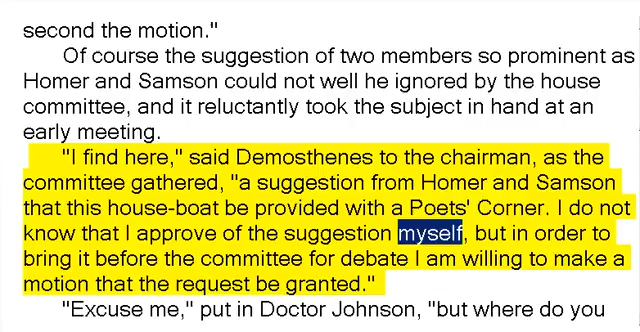 second the motion."
Of course the suggestion of two members so prominent as
Homer and Samson could not well he ignored by the house
committee, and it reluctantly took the subject in hand at an
early meeting.
"I find here," said Demosthenes to the chairman, as the
committee gathered, "a suggestion from Homer and Samson
that this house-boat be provided with a Poets' Corner. I do not
know that I approve of the suggestion myself, but in order to
bring it before the committee for debate I am willing to make a
motion that the request be granted."
"Excuse me," put in Doctor Johnson, "but where do you